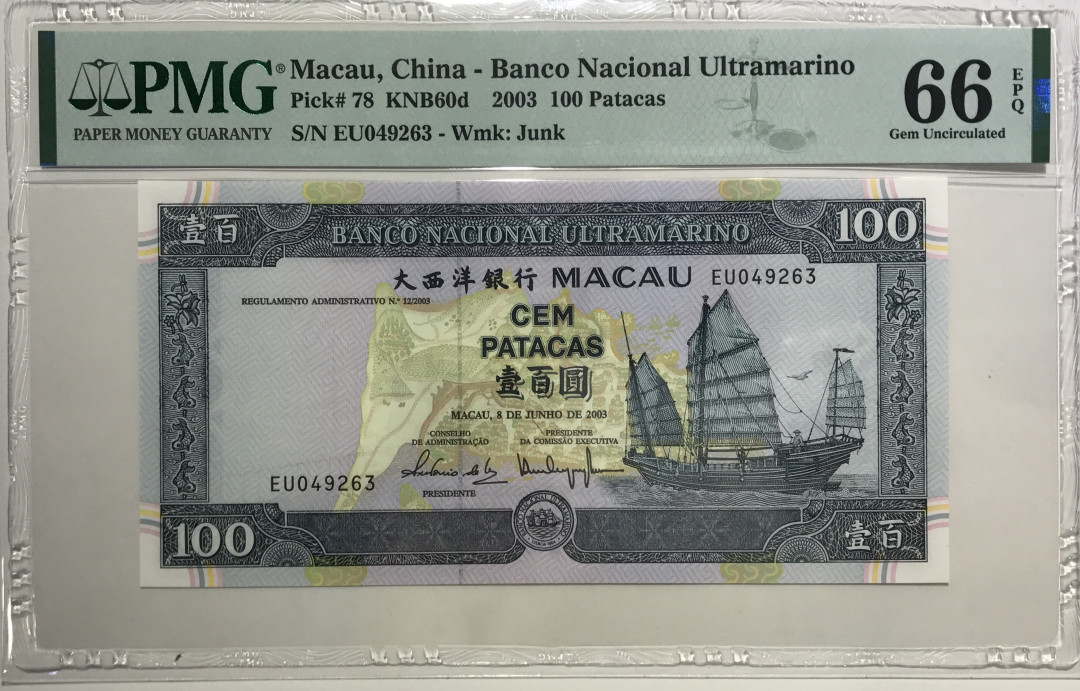 PMG® Macau, China - Banco Nacional Ultramarino
Pick# 78 KNB60d 2003 100 Patacas
PAPER MONEY GUARANTY S/N EU049263 - Wmk: Junk
66 EPQ
Gem Uncirculated
壹百 BANCO NACIONAL ULTRAMARINO 100
大西洋銀行 MACAU EU049263
REGULAMENTO ADMINISTRATIVO N.º 12/2003
CEM
PATACAS
壹百圓
MACAU, 8 DE JUNHO DE 2003
CONSELHO DE ADMINISTRAÇÃO
PRESIDENTE DA COMISSÃO EXECUTIVA
EU049263
PRESIDENTE
100 壹百